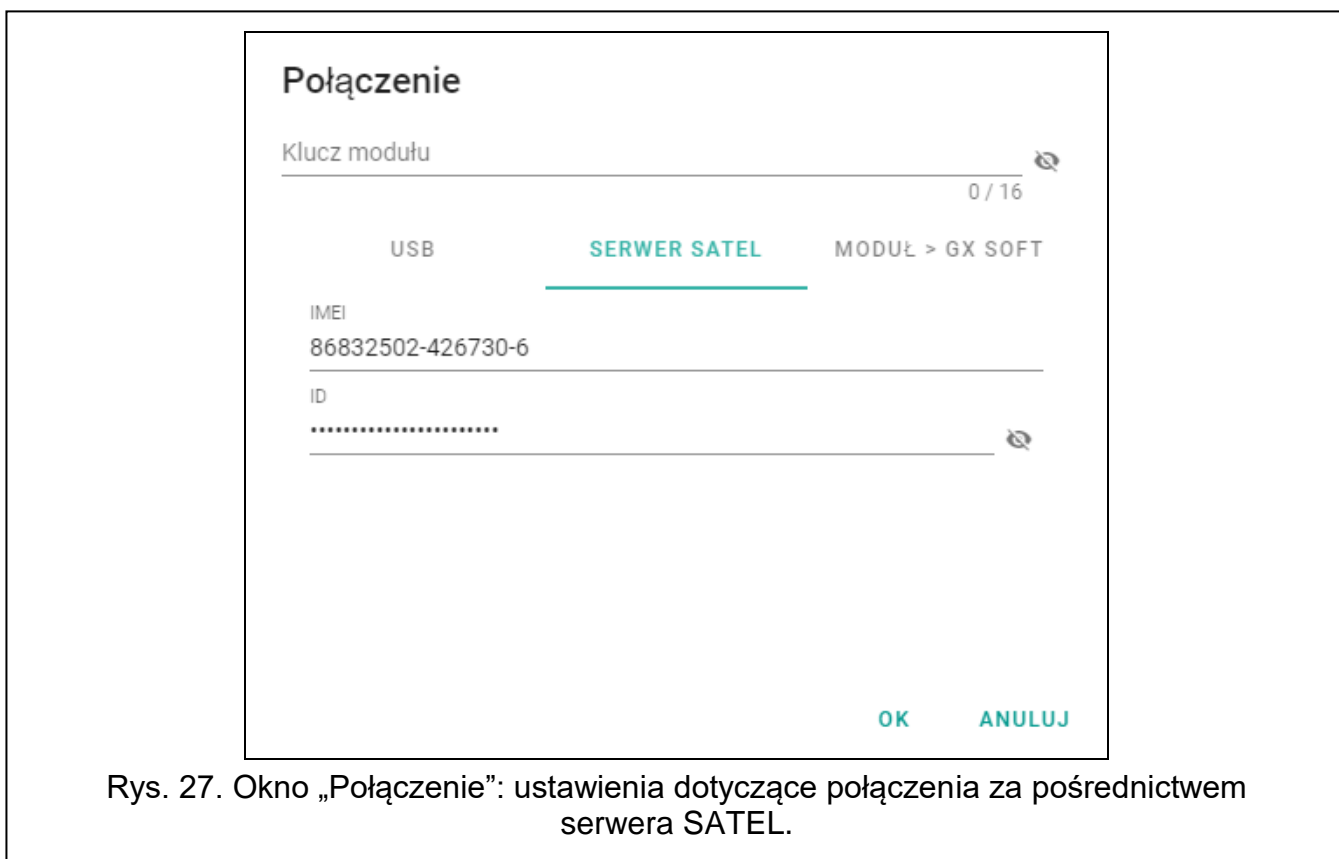 Połączenie
Klucz modułu
0 / 16
USB SERWER SATEL MODUŁ > GX SOFT
IMEI
86832502-426730-6
ID
•••••••••••••••••••••••
OK ANULUJ
Rys. 27. Okno „Połączenie”: ustawienia dotyczące połączenia za pośrednictwem
serwera SATEL.